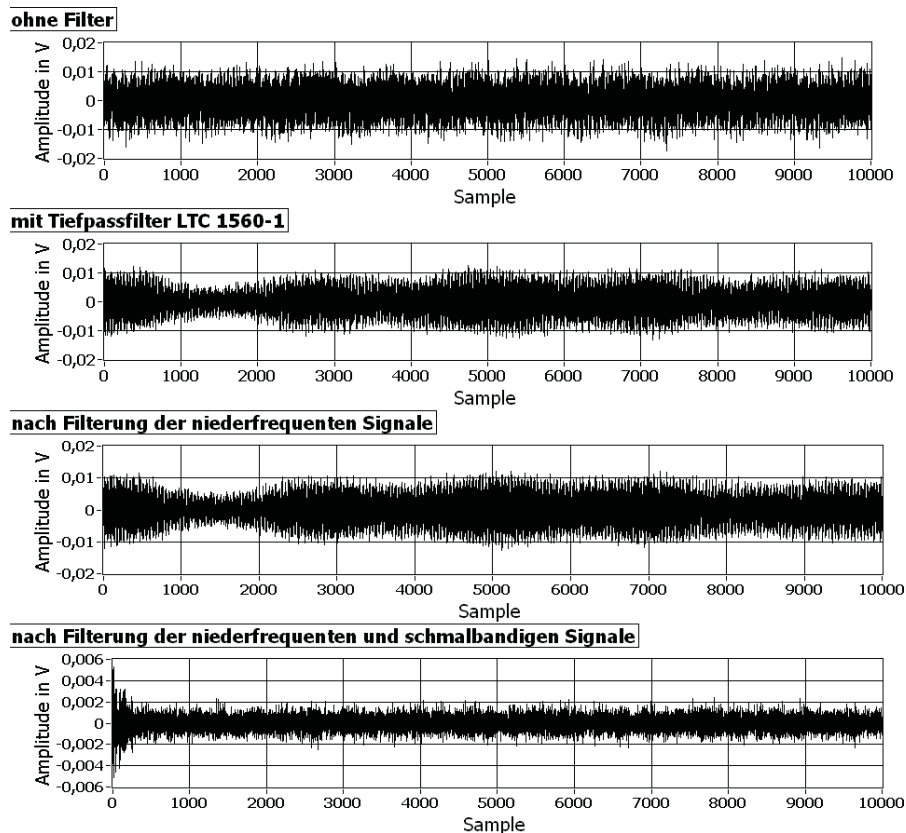 ohne Filter
Amplitude in V
0,02
0,01
0
-0,01
-0,02
0 1000 2000 3000 4000 5000 6000 7000 8000 9000 10000
Sample
mit Tiefpassfilter LTC 1560-1
Amplitude in V
0,02
0,01
0
-0,01
-0,02
0 1000 2000 3000 4000 5000 6000 7000 8000 9000 10000
Sample
nach Filterung der niederfrequenten Signale
Amplitude in V
0,02
0,01
0
-0,01
-0,02
0 1000 2000 3000 4000 5000 6000 7000 8000 9000 10000
Sample
nach Filterung der niederfrequenten und schmalbandigen Signale
Amplitude in V
0,006
0,004
0,002
0
-0,002
-0,004
-0,006
0 1000 2000 3000 4000 5000 6000 7000 8000 9000 10000
Sample